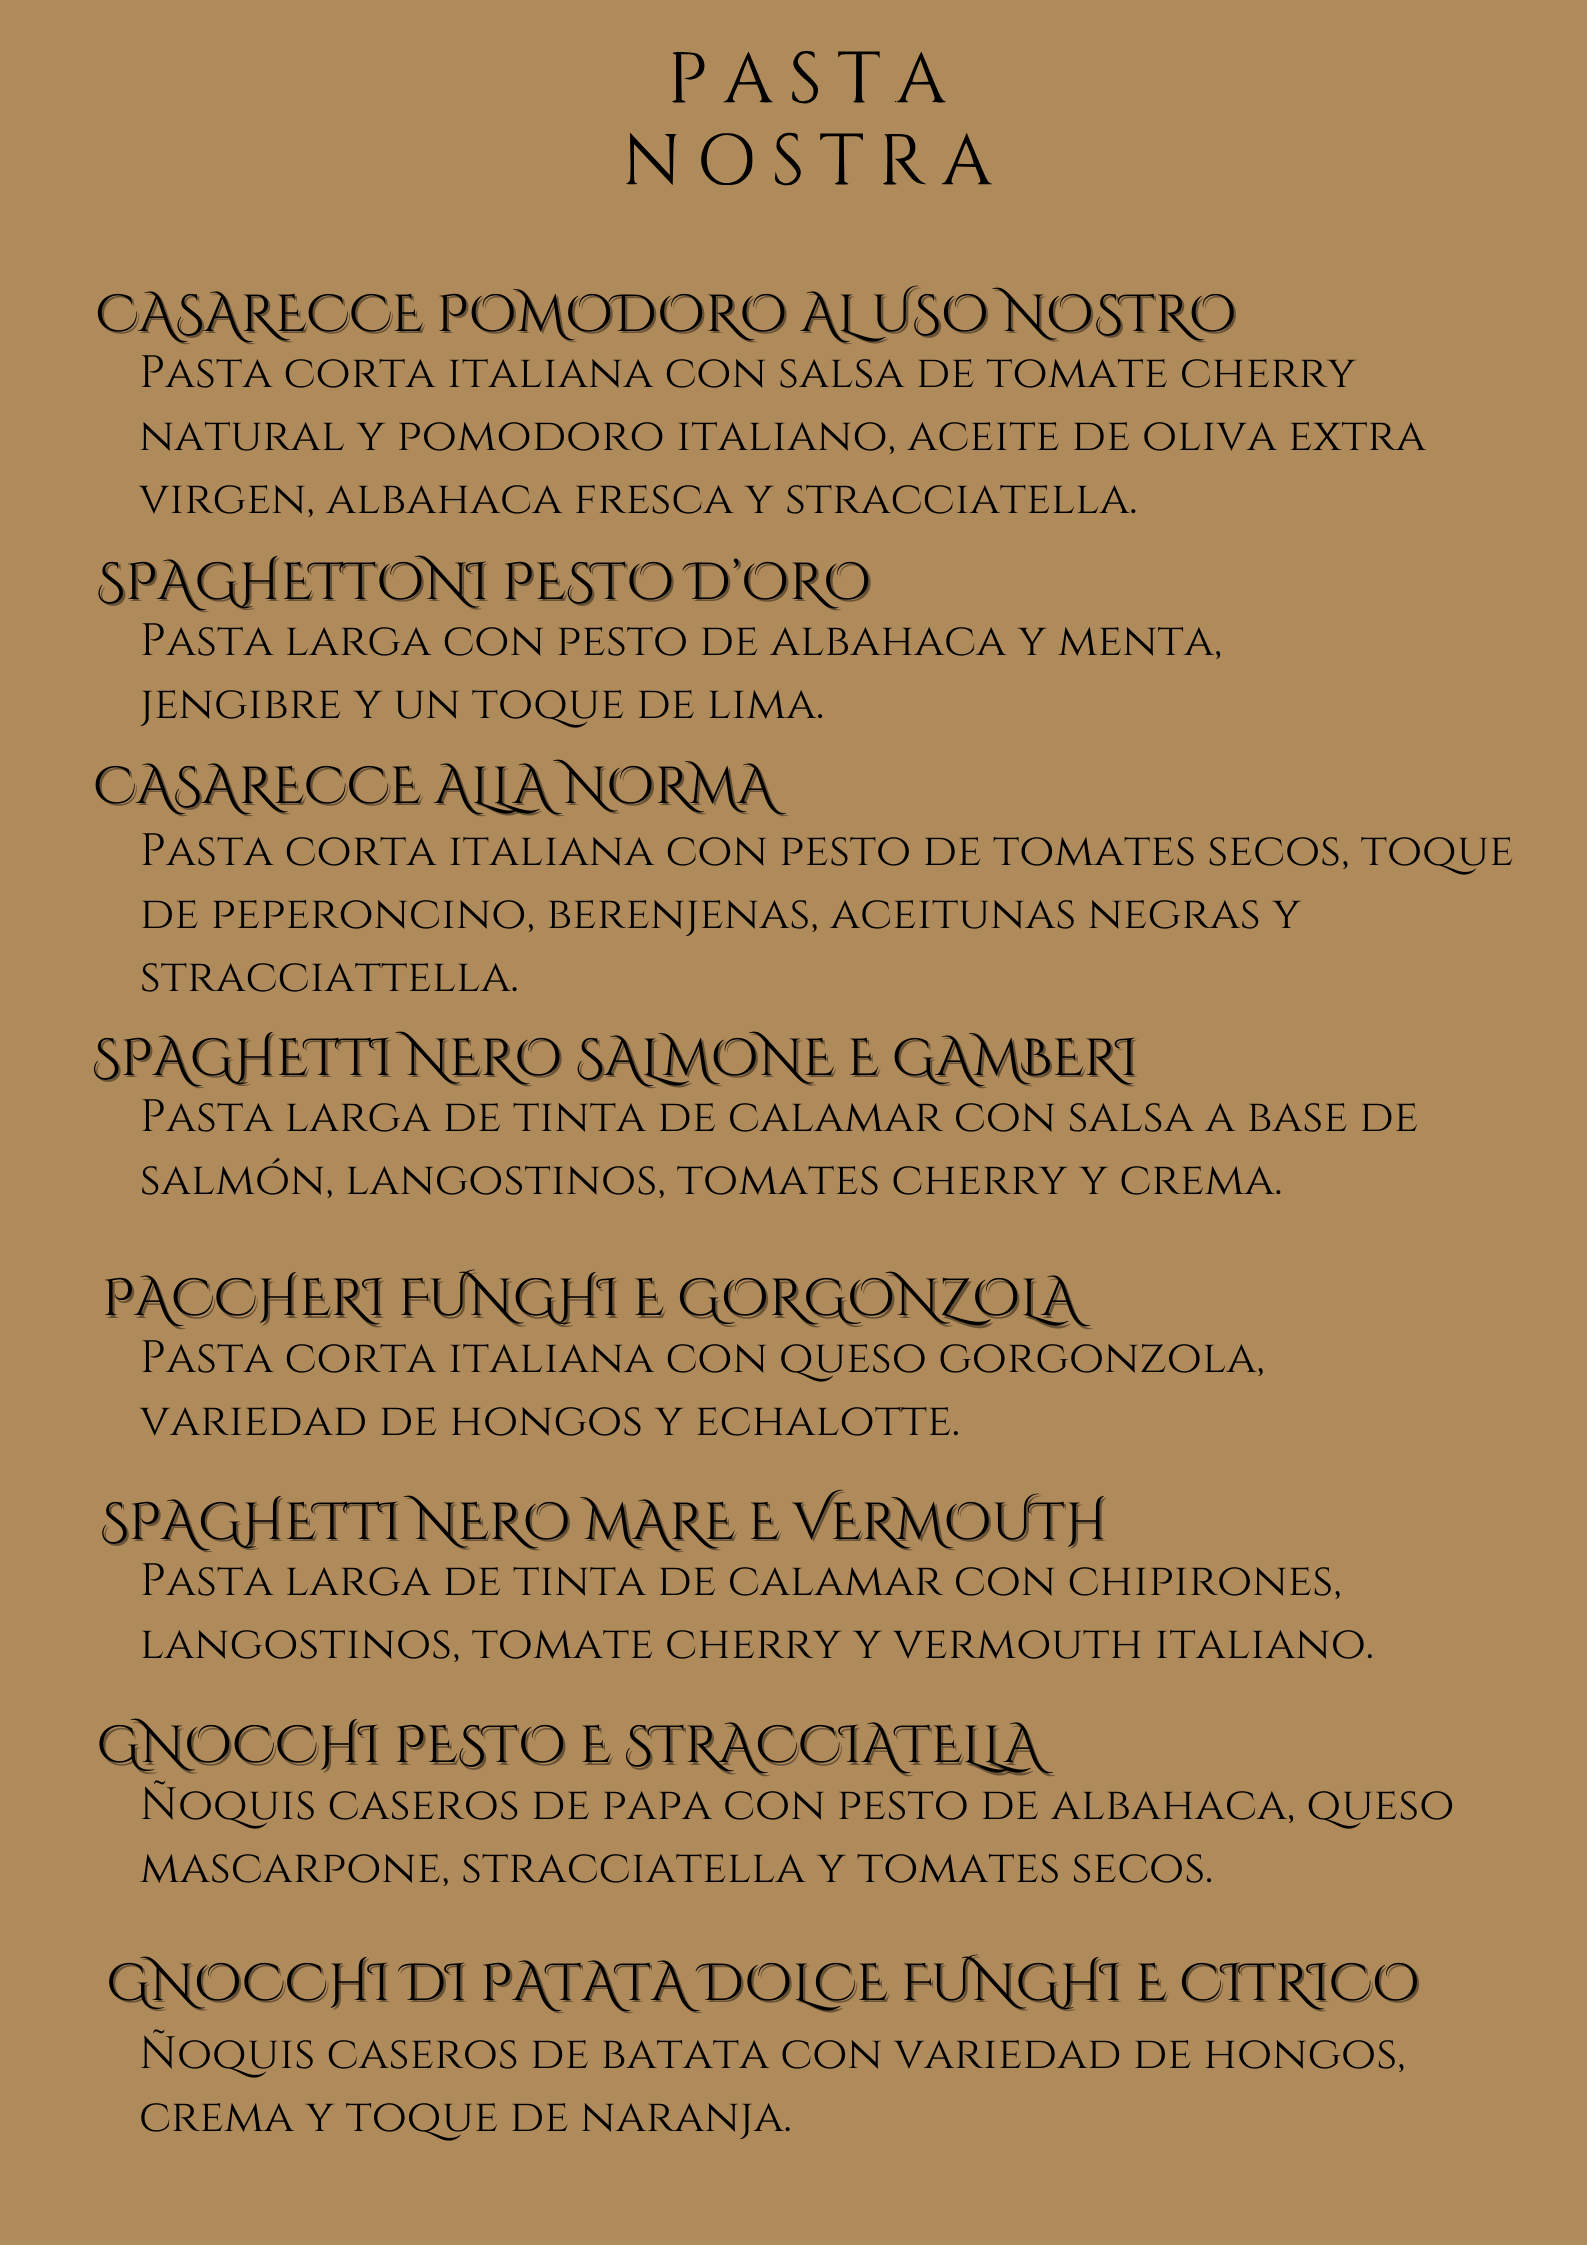 PASTA
NOSTRA
CASARECCE POMODORO AL USO NOSTRO
Pasta corta italiana con salsa de tomate cherry
natural y pomodoro italiano, aceite de oliva extra
virgen, albahaca fresca y stracciatella.
SPAGHETTONI PESTO D'ORO
Pasta larga con pesto de albahaca y menta,
jengibre y un toque de lima.
CASARECCE ALLA NORMA
Pasta corta italiana con pesto de tomates secos, toque
de peperoncino, berenjenas, aceitunas negras y
stracciattella.
SPAGHETTI NERO SALMONE E GAMBERI
Pasta larga de tinta de calamar con salsa a base de
salmón, langostinos, tomates cherry y crema.
PACCHERI FUNGHI E GORGONZOLA
Pasta corta italiana con queso gorgonzola,
variedad de hongos y echalotte.
SPAGHETTI NERO MARE E VERMOUTH
Pasta larga de tinta de calamar con chipirones,
langostinos, tomate cherry y vermouth italiano.
GNOCCHI PESTO E STRACCIATELLA
Ñoquis caseros de papa con pesto de albahaca, queso
mascarpone, stracciatella y tomates secos.
GNOCCHI DI PATATA DOLCE FUNGHI E CITRICO
Ñoquis caseros de batata con variedad de hongos,
crema y toque de naranja.